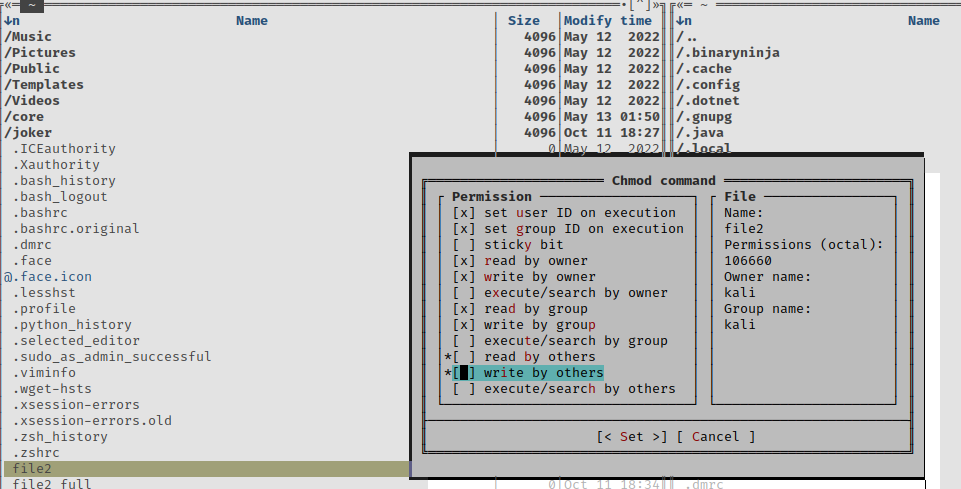 «═ ~ •[^]»
↓n Name Size Modify time
/Music 4096 May 12 2022
/Pictures 4096 May 12 2022
/Public 4096 May 12 2022
/Templates 4096 May 12 2022
/Videos 4096 May 12 2022
/core 4096 May 13 01:50
/joker 4096 Oct 11 18:27
.ICEauthority 0 May 12 2022
.Xauthority
.bash_history
.bash_logout
.bashrc
.bashrc.original
.dmrc
.face
@.face.icon
.lesshst
.profile
.python_history
.selected_editor
.sudo_as_admin_successful
.viminfo
.wget-hsts
.xsession-errors
.xsession-errors.old
.zsh_history
.zshrc
file2
file2 full 0 Oct 11 18:34
«═ ~
↓n Name
/..
/.binaryninja
/.cache
/.config
/.dotnet
/.gnupg
/.java
/.local
.dmrc
Chmod command
Permission
[x] set user ID on execution
[x] set group ID on execution
[ ] sticky bit
[x] read by owner
[x] write by owner
[ ] execute/search by owner
[x] read by group
[x] write by group
[ ] execute/search by group
*[ ] read by others
*[ ] write by others
[ ] execute/search by others
File
Name:
file2
Permissions (octal):
106660
Owner name:
kali
Group name:
kali
[< Set >] [ Cancel ]